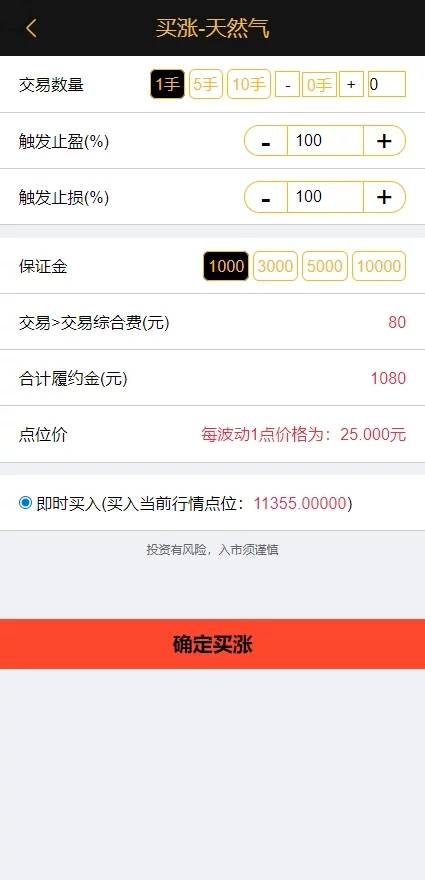 买涨-天然气
交易数量 1手 5手 10手 - 0手 + 0
触发止盈(%) - 100 +
触发止损(%) - 100 +
保证金 1000 3000 5000 10000
交易>交易综合费(元) 80
合计履约金(元) 1080
点位价 每波动1点价格为：25.000元
即时买入(买入当前行情点位：11355.00000)
投资有风险，入市须谨慎
确定买涨